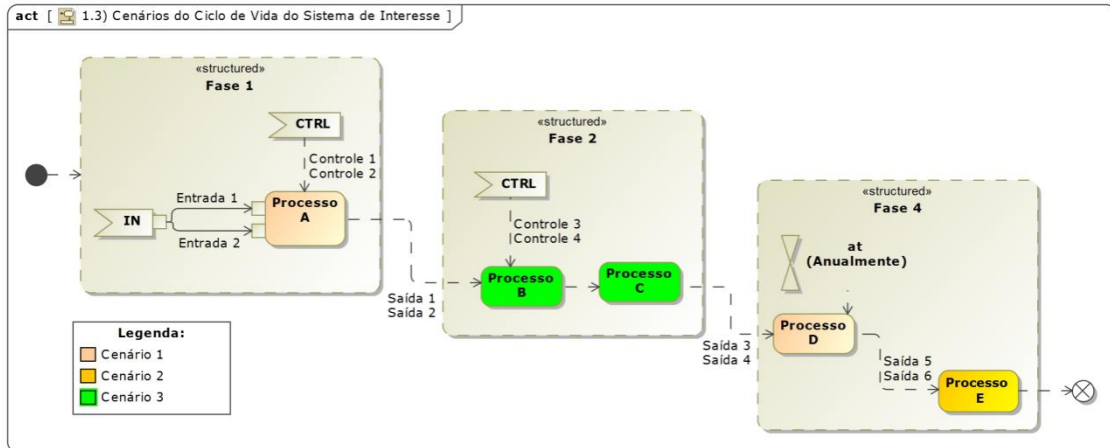 act [ 1.3) Cenários do Ciclo de Vida do Sistema de Interesse ]
«structured»
Fase 1
CTRL
Controle 1
Controle 2
IN
Entrada 1
Entrada 2
Processo
A
Saída 1
Saída 2
«structured»
Fase 2
CTRL
Controle 3
Controle 4
Processo
B
Processo
C
Saída 3
Saída 4
«structured»
Fase 4
at
(Anualmente)
Processo
D
Saída 5
Saída 6
Processo
E
Legenda:
Cenário 1
Cenário 2
Cenário 3